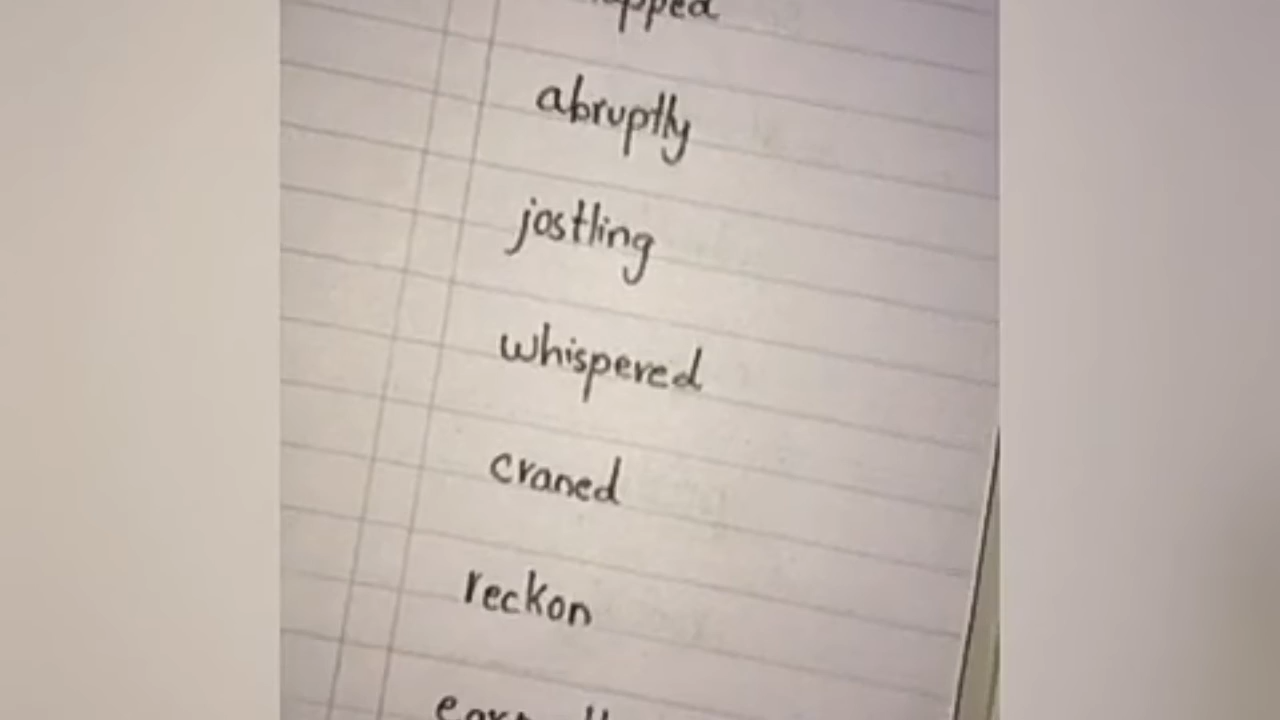 abruptly
jostling
whispered
craned
reckon